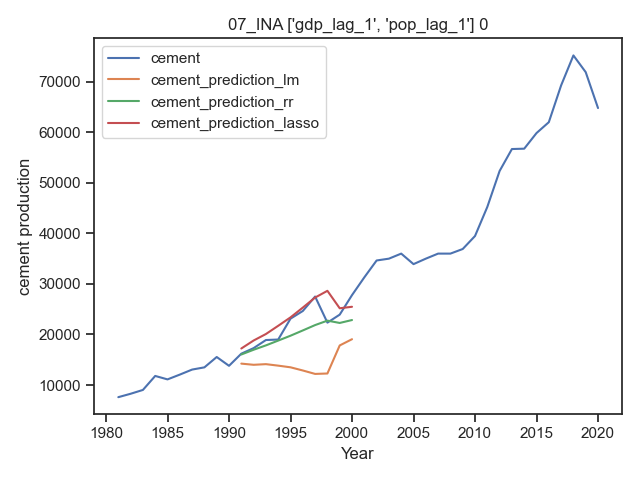 07_INA ['gdp_lag_1', 'pop_lag_1'] 0
cement
cement_prediction_lm
cement_prediction_rr
cement_prediction_lasso
cement production
70000
60000
50000
40000
30000
20000
10000
1980 1985 1990 1995 2000 2005 2010 2015 2020
Year